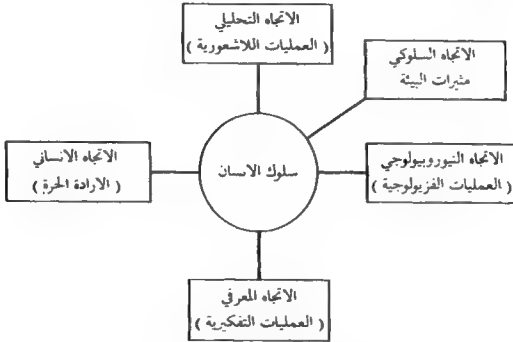 الاتجاه التحليلي
( العمليات اللاشعورية )
الاتجاه السلوكي
مثيرات البيئة
الاتجاه الانساني
( الارادة الحرة )
سلوك الانسان
الاتجاه النيوروبيولوجي
( العمليات الفزيولوجية )
الاتجاه المعرفي
( العمليات التفكيرية )